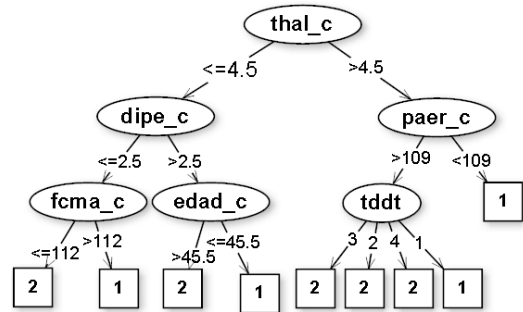 thal_c
<=4.5 >4.5
dipe_c paer_c
<=2.5 >2.5 >109 <109
fcma_c edad_c tddt 1
<=112 >112 >45.5 <=45.5 3 2 4 1
2 1 2 1 2 2 2 1